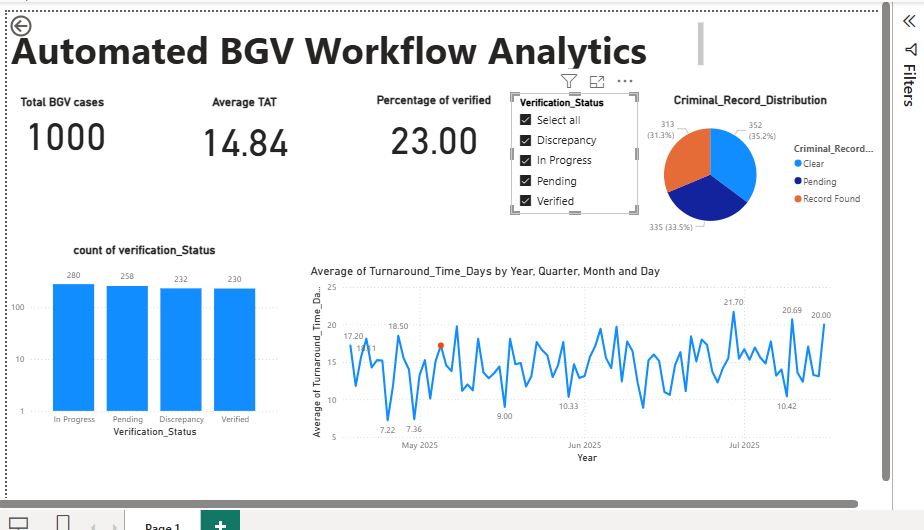 Automated BGV Workflow Analytics
Total BGV cases
1000
Average TAT
14.84
Percentage of verified
23.00
Verification_Status
Select all
Discrepancy
In Progress
Pending
Verified
Criminal_Record_Distribution
313
(31.3%)
352
(35.2%)
335 (33.5%)
Criminal_Record...
Clear
Pending
Record Found
Filters
count of verification_Status
280
258
232
230
100
10
1
In Progress
Pending
Discrepancy
Verified
Verification_Status
Average of Turnaround_Time_Days by Year, Quarter, Month and Day
Average of Turnaround_Time_Da...
25
20
15
10
5
17.20
18.50
7.22
7.36
9.00
10.33
21.70
20.69
10.42
20.00
May 2025
Jun 2025
Jul 2025
Year
Page 1